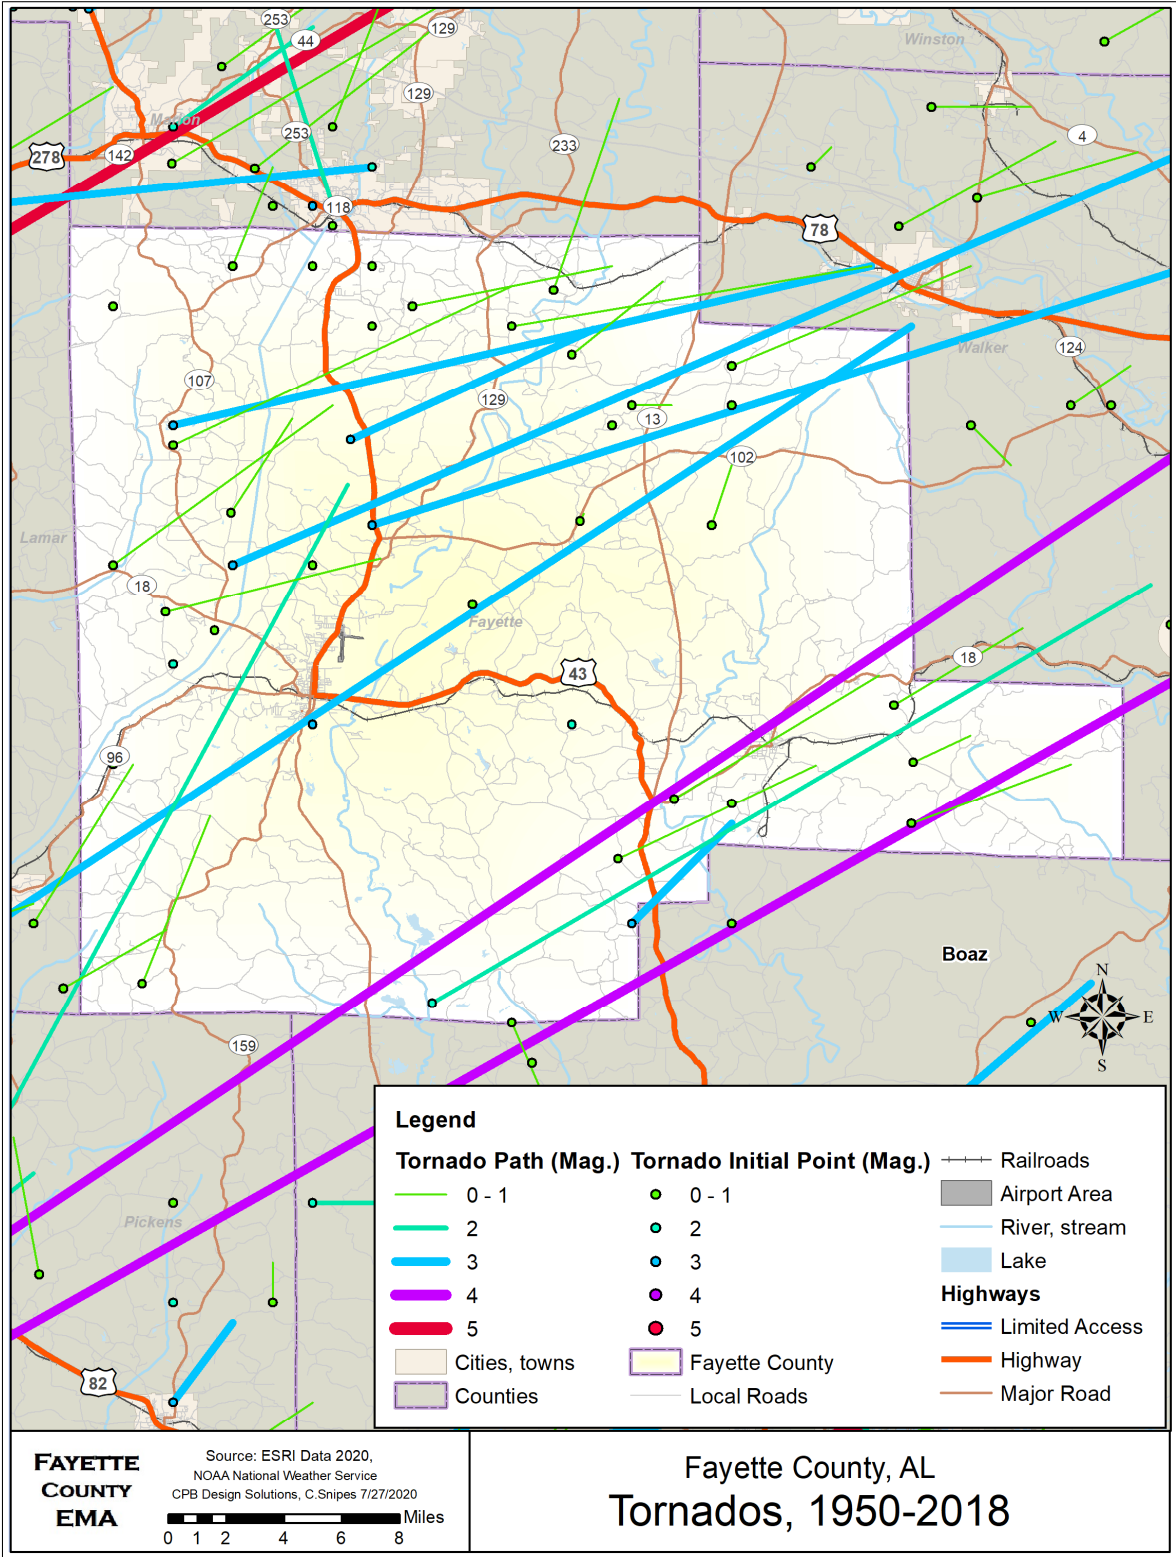 253
44
129
Winston
129
Marion
253
4
278
142
233
118
78
Walker
124
107
129
13
102
Lamar
18
Fayette
18
43
96
Boaz
N
W E
S
159
Pickens
82
Legend
Tornado Path (Mag.)
0 - 1
2
3
4
5
Cities, towns
Counties
Tornado Initial Point (Mag.)
0 - 1
2
3
4
5
Fayette County
Local Roads
Railroads
Airport Area
River, stream
Lake
Highways
Limited Access
Highway
Major Road
FAYETTE
COUNTY
EMA
Source: ESRI Data 2020,
NOAA National Weather Service
CPB Design Solutions, C.Snipes 7/27/2020
Miles
0 1 2 4 6 8
Fayette County, AL
Tornados, 1950-2018